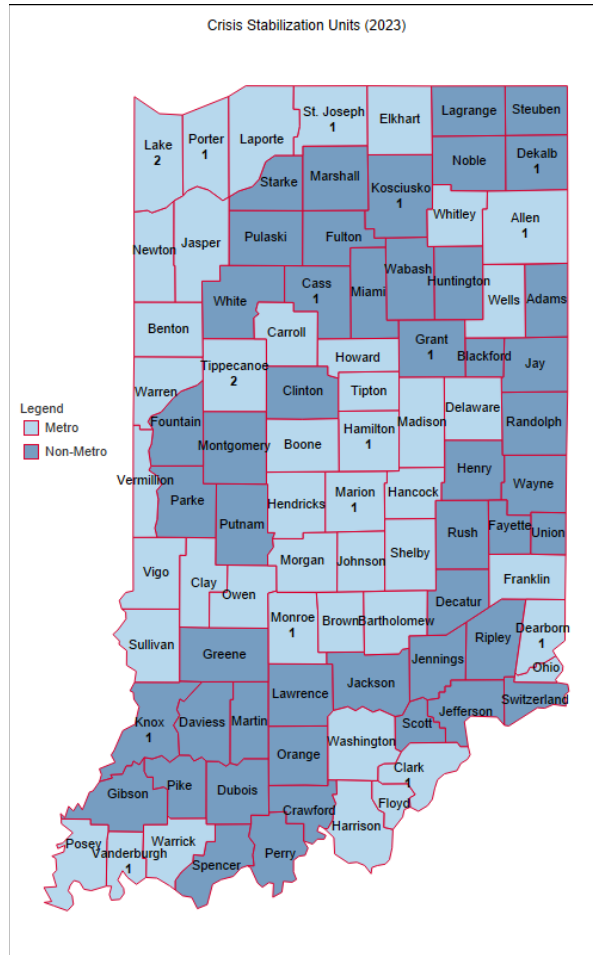 Crisis Stabilization Units (2023)
Lagrange
Steuben
St. Joseph
1
Elkhart
Lake
2
Porter
1
Laporte
Noble
Dekalb
1
Starke
Marshall
Kosciusko
1
Whitley
Allen
1
Newton
Jasper
Pulaski
Fulton
Wabash
Huntington
White
Cass
1
Miami
Wells
Adams
Benton
Carroll
Grant
1
Blackford
Jay
Howard
Tippecanoe
2
Warren
Clinton
Tipton
Madison
Delaware
Legend
Metro
Non-Metro
Fountain
Montgomery
Boone
Hamilton
1
Randolph
Vermillion
Henry
Wayne
Parke
Putnam
Hendricks
Marion
1
Hancock
Rush
Fayette
Union
Vigo
Clay
Owen
Morgan
Johnson
Shelby
Franklin
Decatur
Sullivan
Monroe
1
Brown
Bartholomew
Dearborn
1
Ripley
Ohio
Greene
Jennings
Lawrence
Jackson
Switzerland
Knox
1
Daviess
Martin
Jefferson
Scott
Washington
Orange
Clark
1
Gibson
Pike
Dubois
Crawford
Floyd
Harrison
Posey
Vanderburgh
1
Warrick
Spencer
Perry